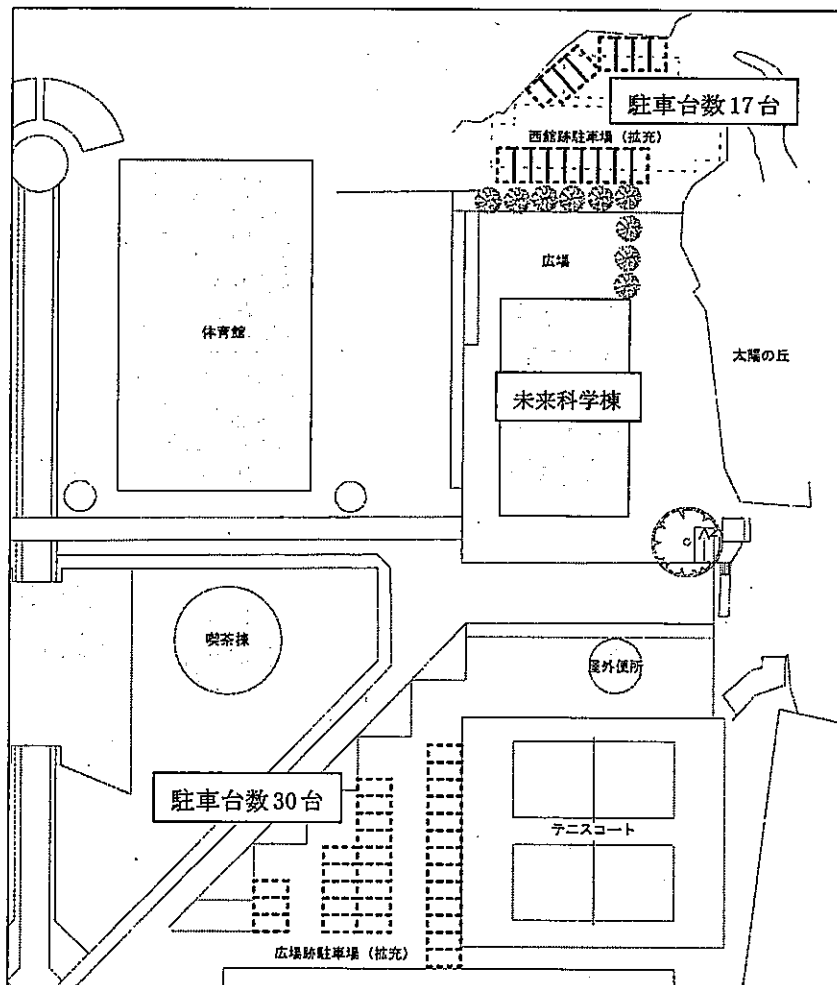 駐車台数17台
西館跡駐車場（拡充）
広場
体育館
太陽の丘
未来科学棟
喫茶棟
屋外便所
駐車台数30台
テニスコート
広場跡駐車場（拡充）